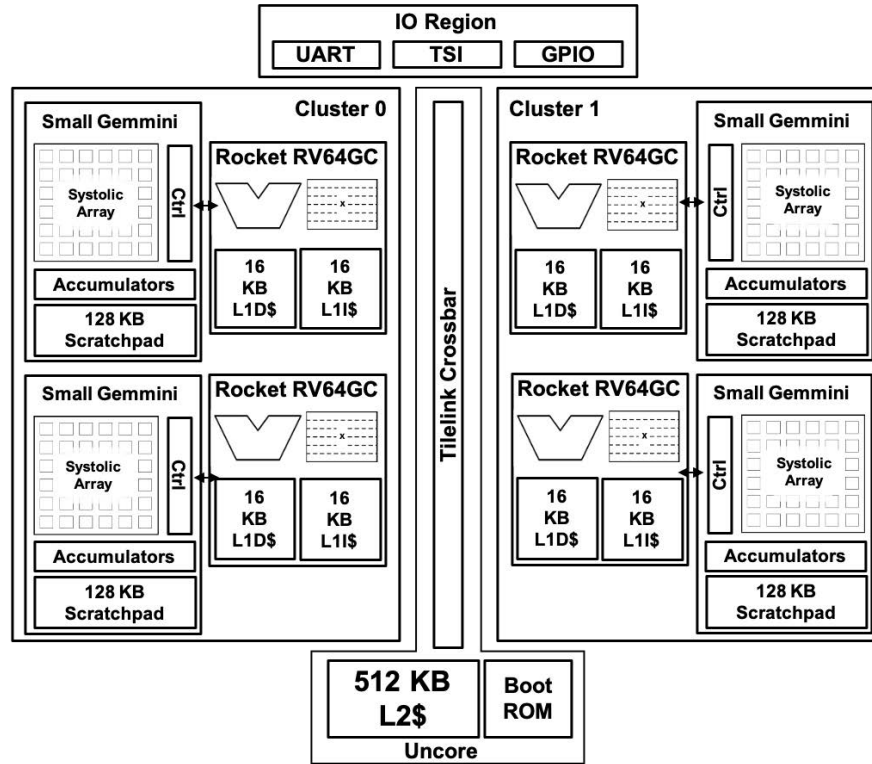 IO Region
UART
TSI
GPIO
Cluster 0
Small Gemmini
Systolic
Array
Ctrl
Accumulators
128 KB
Scratchpad
Rocket RV64GC
x
16
KB
L1D$
16
KB
L1I$
Small Gemmini
Systolic
Array
Ctrl
Accumulators
128 KB
Scratchpad
Rocket RV64GC
x
16
KB
L1D$
16
KB
L1I$
Tilelink Crossbar
Cluster 1
Rocket RV64GC
x
16
KB
L1D$
16
KB
L1I$
Small Gemmini
Ctrl
Systolic
Array
Accumulators
128 KB
Scratchpad
Rocket RV64GC
x
16
KB
L1D$
16
KB
L1I$
Small Gemmini
Ctrl
Systolic
Array
Accumulators
128 KB
Scratchpad
512 KB
L2$
Boot
ROM
Uncore